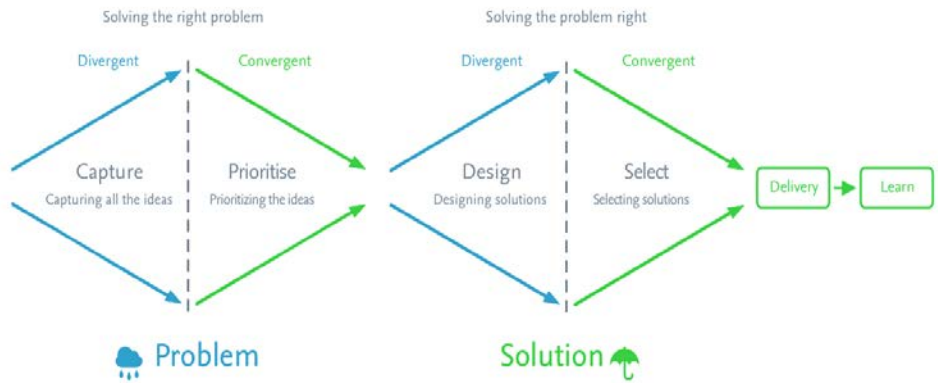 Solving the right problem
Solving the problem right
Divergent
Convergent
Divergent
Convergent
Capture
Capturing all the ideas
Prioritise
Prioritizing the ideas
Design
Designing solutions
Select
Selecting solutions
Delivery
Learn
Problem
Solution